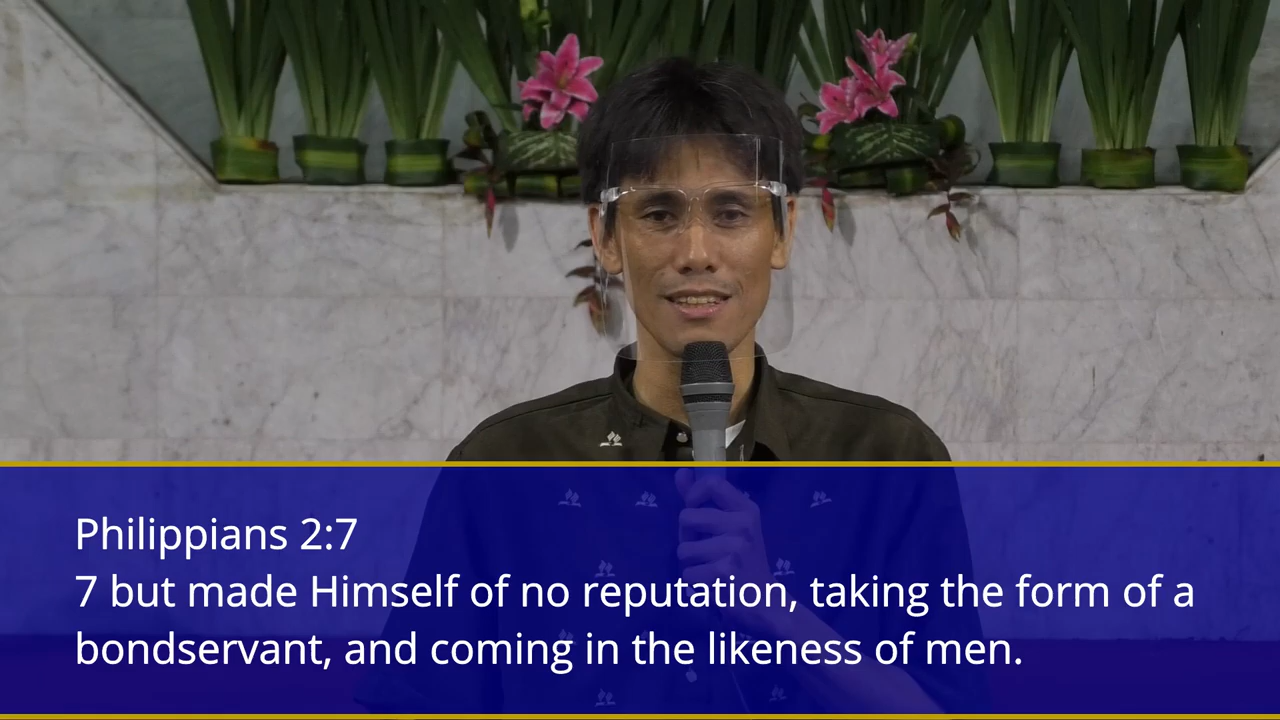 Philippians 2:7
7 but made Himself of no reputation, taking the form of a
bondservant, and coming in the likeness of men.